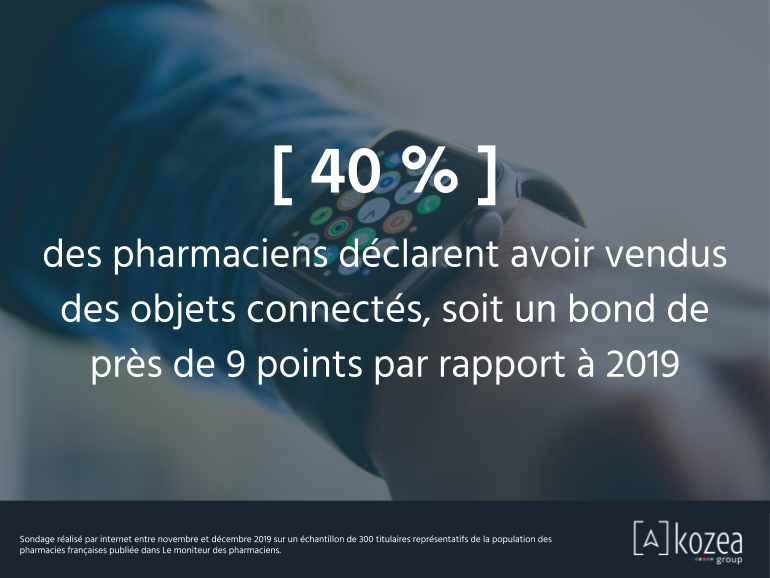 [ 40 % ]
des pharmaciens déclarent avoir vendus
des objets connectés, soit un bond de
près de 9 points par rapport à 2019
Sondage réalisé par internet entre novembre et décembre 2019 sur un échantillon de 300 titulaires représentatifs de la population des
pharmacies françaises publiée dans Le moniteur des pharmaciens.
[A] kozea
group